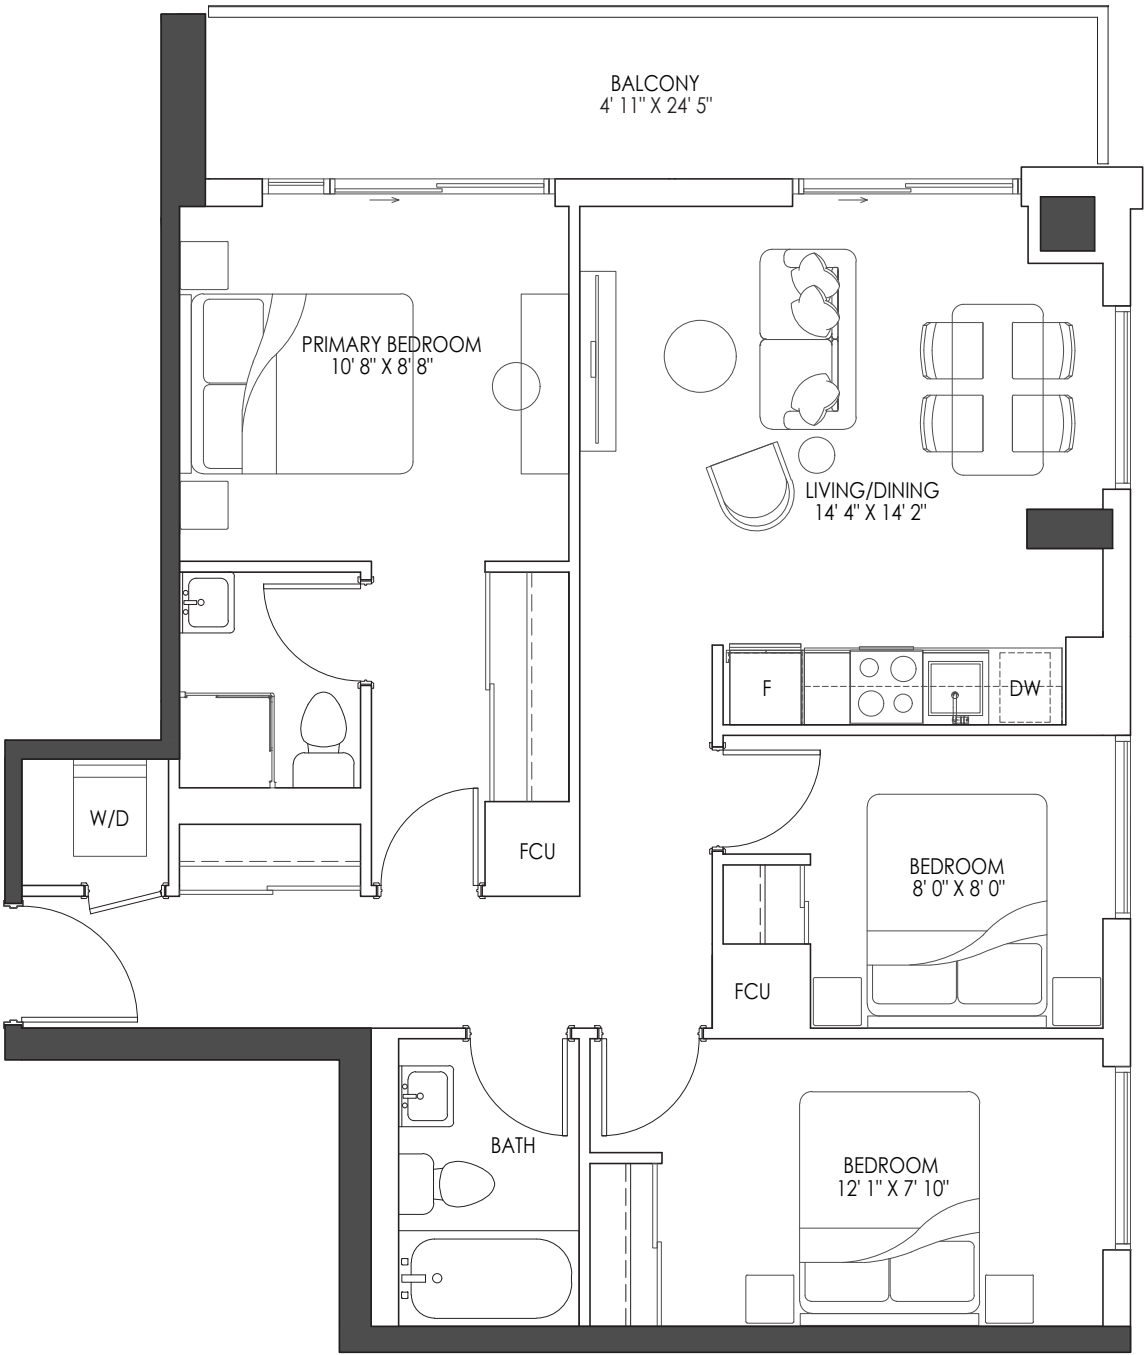 BALCONY
4' 11" X 24' 5"
PRIMARY BEDROOM
10' 8" X 8' 8"
LIVING/DINING
14' 4" X 14' 2"
F
DW
W/D
FCU
BEDROOM
8' 0" X 8' 0"
FCU
BATH
BEDROOM
12' 1" X 7' 10"